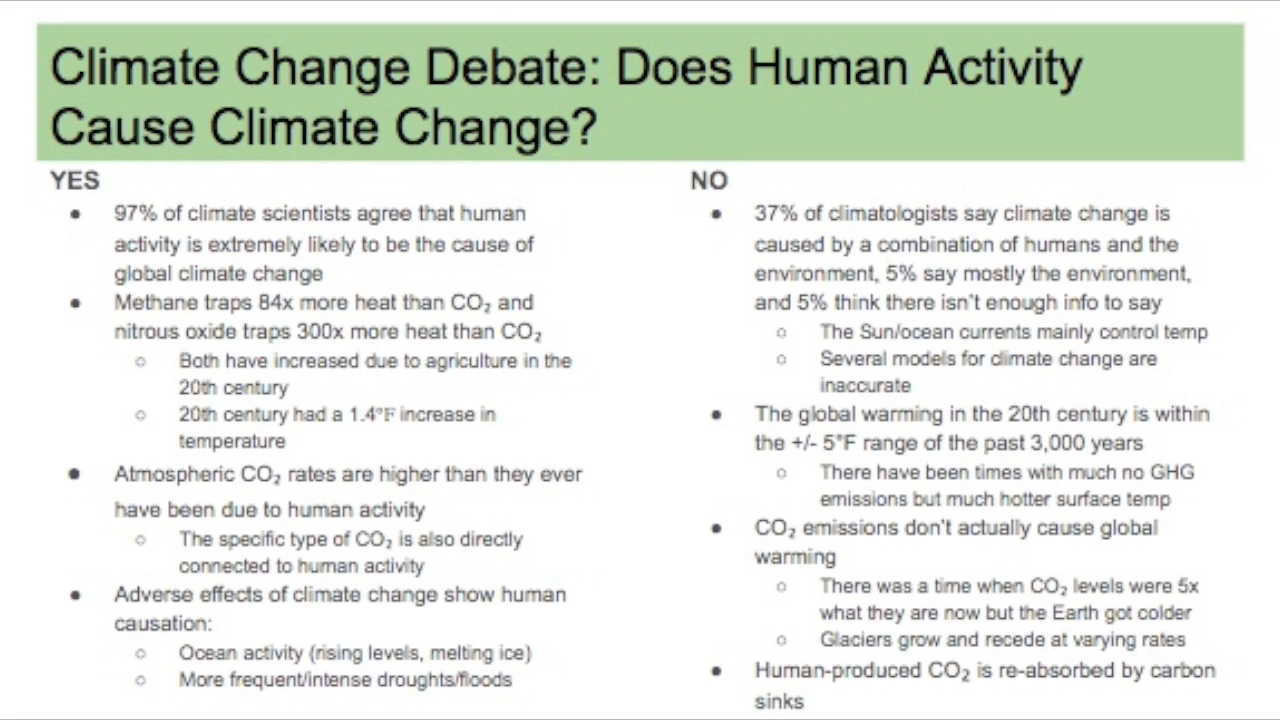 Climate Change Debate: Does Human Activity
Cause Climate Change?
YES
● 97% of climate scientists agree that human
activity is extremely likely to be the cause of
global climate change
● Methane traps 84x more heat than CO₂ and
nitrous oxide traps 300x more heat than CO₂
○ Both have increased due to agriculture in the
20th century
○ 20th century had a 1.4°F increase in
temperature
● Atmospheric CO₂ rates are higher than they ever
have been due to human activity
○ The specific type of CO₂ is also directly
connected to human activity
● Adverse effects of climate change show human
causation:
○ Ocean activity (rising levels, melting ice)
○ More frequent/intense droughts/floods
NO
● 37% of climatologists say climate change is
caused by a combination of humans and the
environment, 5% say mostly the environment,
and 5% think there isn't enough info to say
○ The Sun/ocean currents mainly control temp
○ Several models for climate change are
inaccurate
● The global warming in the 20th century is within
the +/- 5°F range of the past 3,000 years
○ There have been times with much no GHG
emissions but much hotter surface temp
● CO₂ emissions don't actually cause global
warming
○ There was a time when CO₂ levels were 5x
what they are now but the Earth got colder
○ Glaciers grow and recede at varying rates
● Human-produced CO₂ is re-absorbed by carbon
sinks